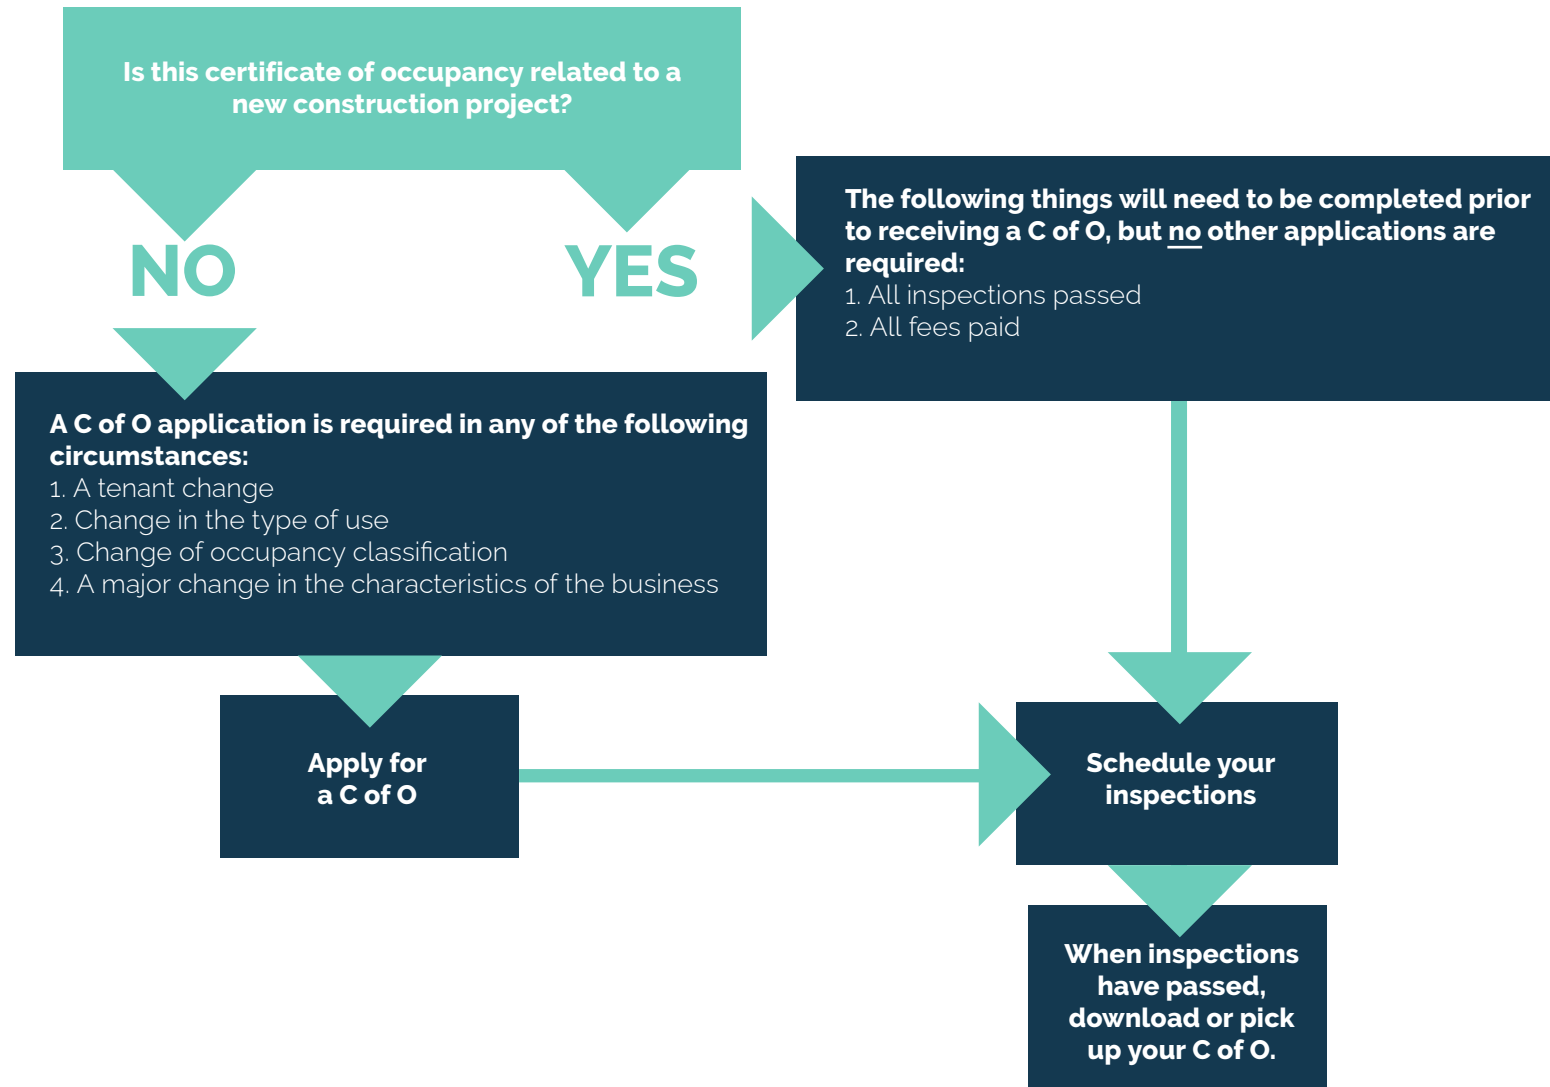 Is this certificate of occupancy related to a
new construction project?
NO
YES
The following things will need to be completed prior
to receiving a C of O, but no other applications are
required:
1. All inspections passed
2. All fees paid
A C of O application is required in any of the following
circumstances:
1. A tenant change
2. Change in the type of use
3. Change of occupancy classification
4. A major change in the characteristics of the business
Apply for
a C of O
Schedule your
inspections
When inspections
have passed,
download or pick
up your C of O.